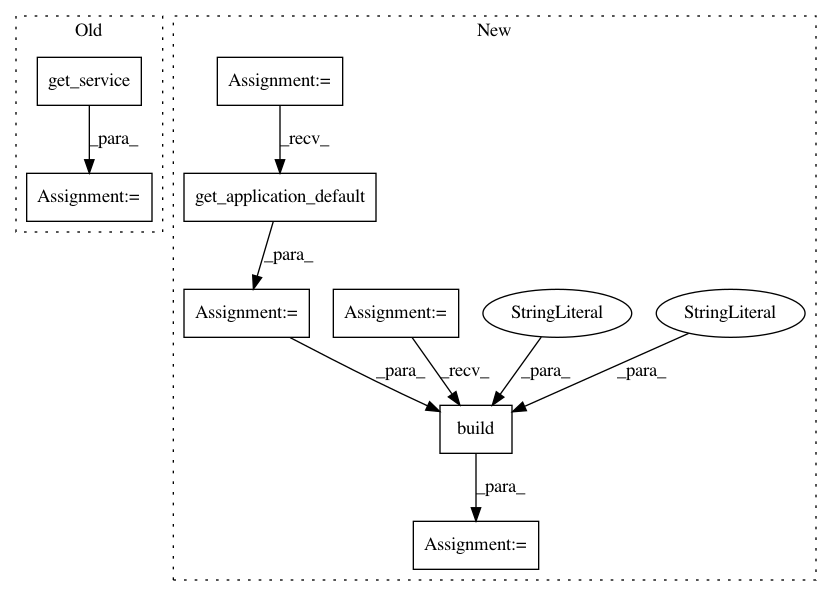 Old
New
get_service
Assignment:=
_para_
_recv_
Assignment:=
get_application_default
_para_
Assignment:=
Assignment:=
StringLiteral
StringLiteral
_para_
_recv_
_para_
_para_
build
_para_
Assignment:=